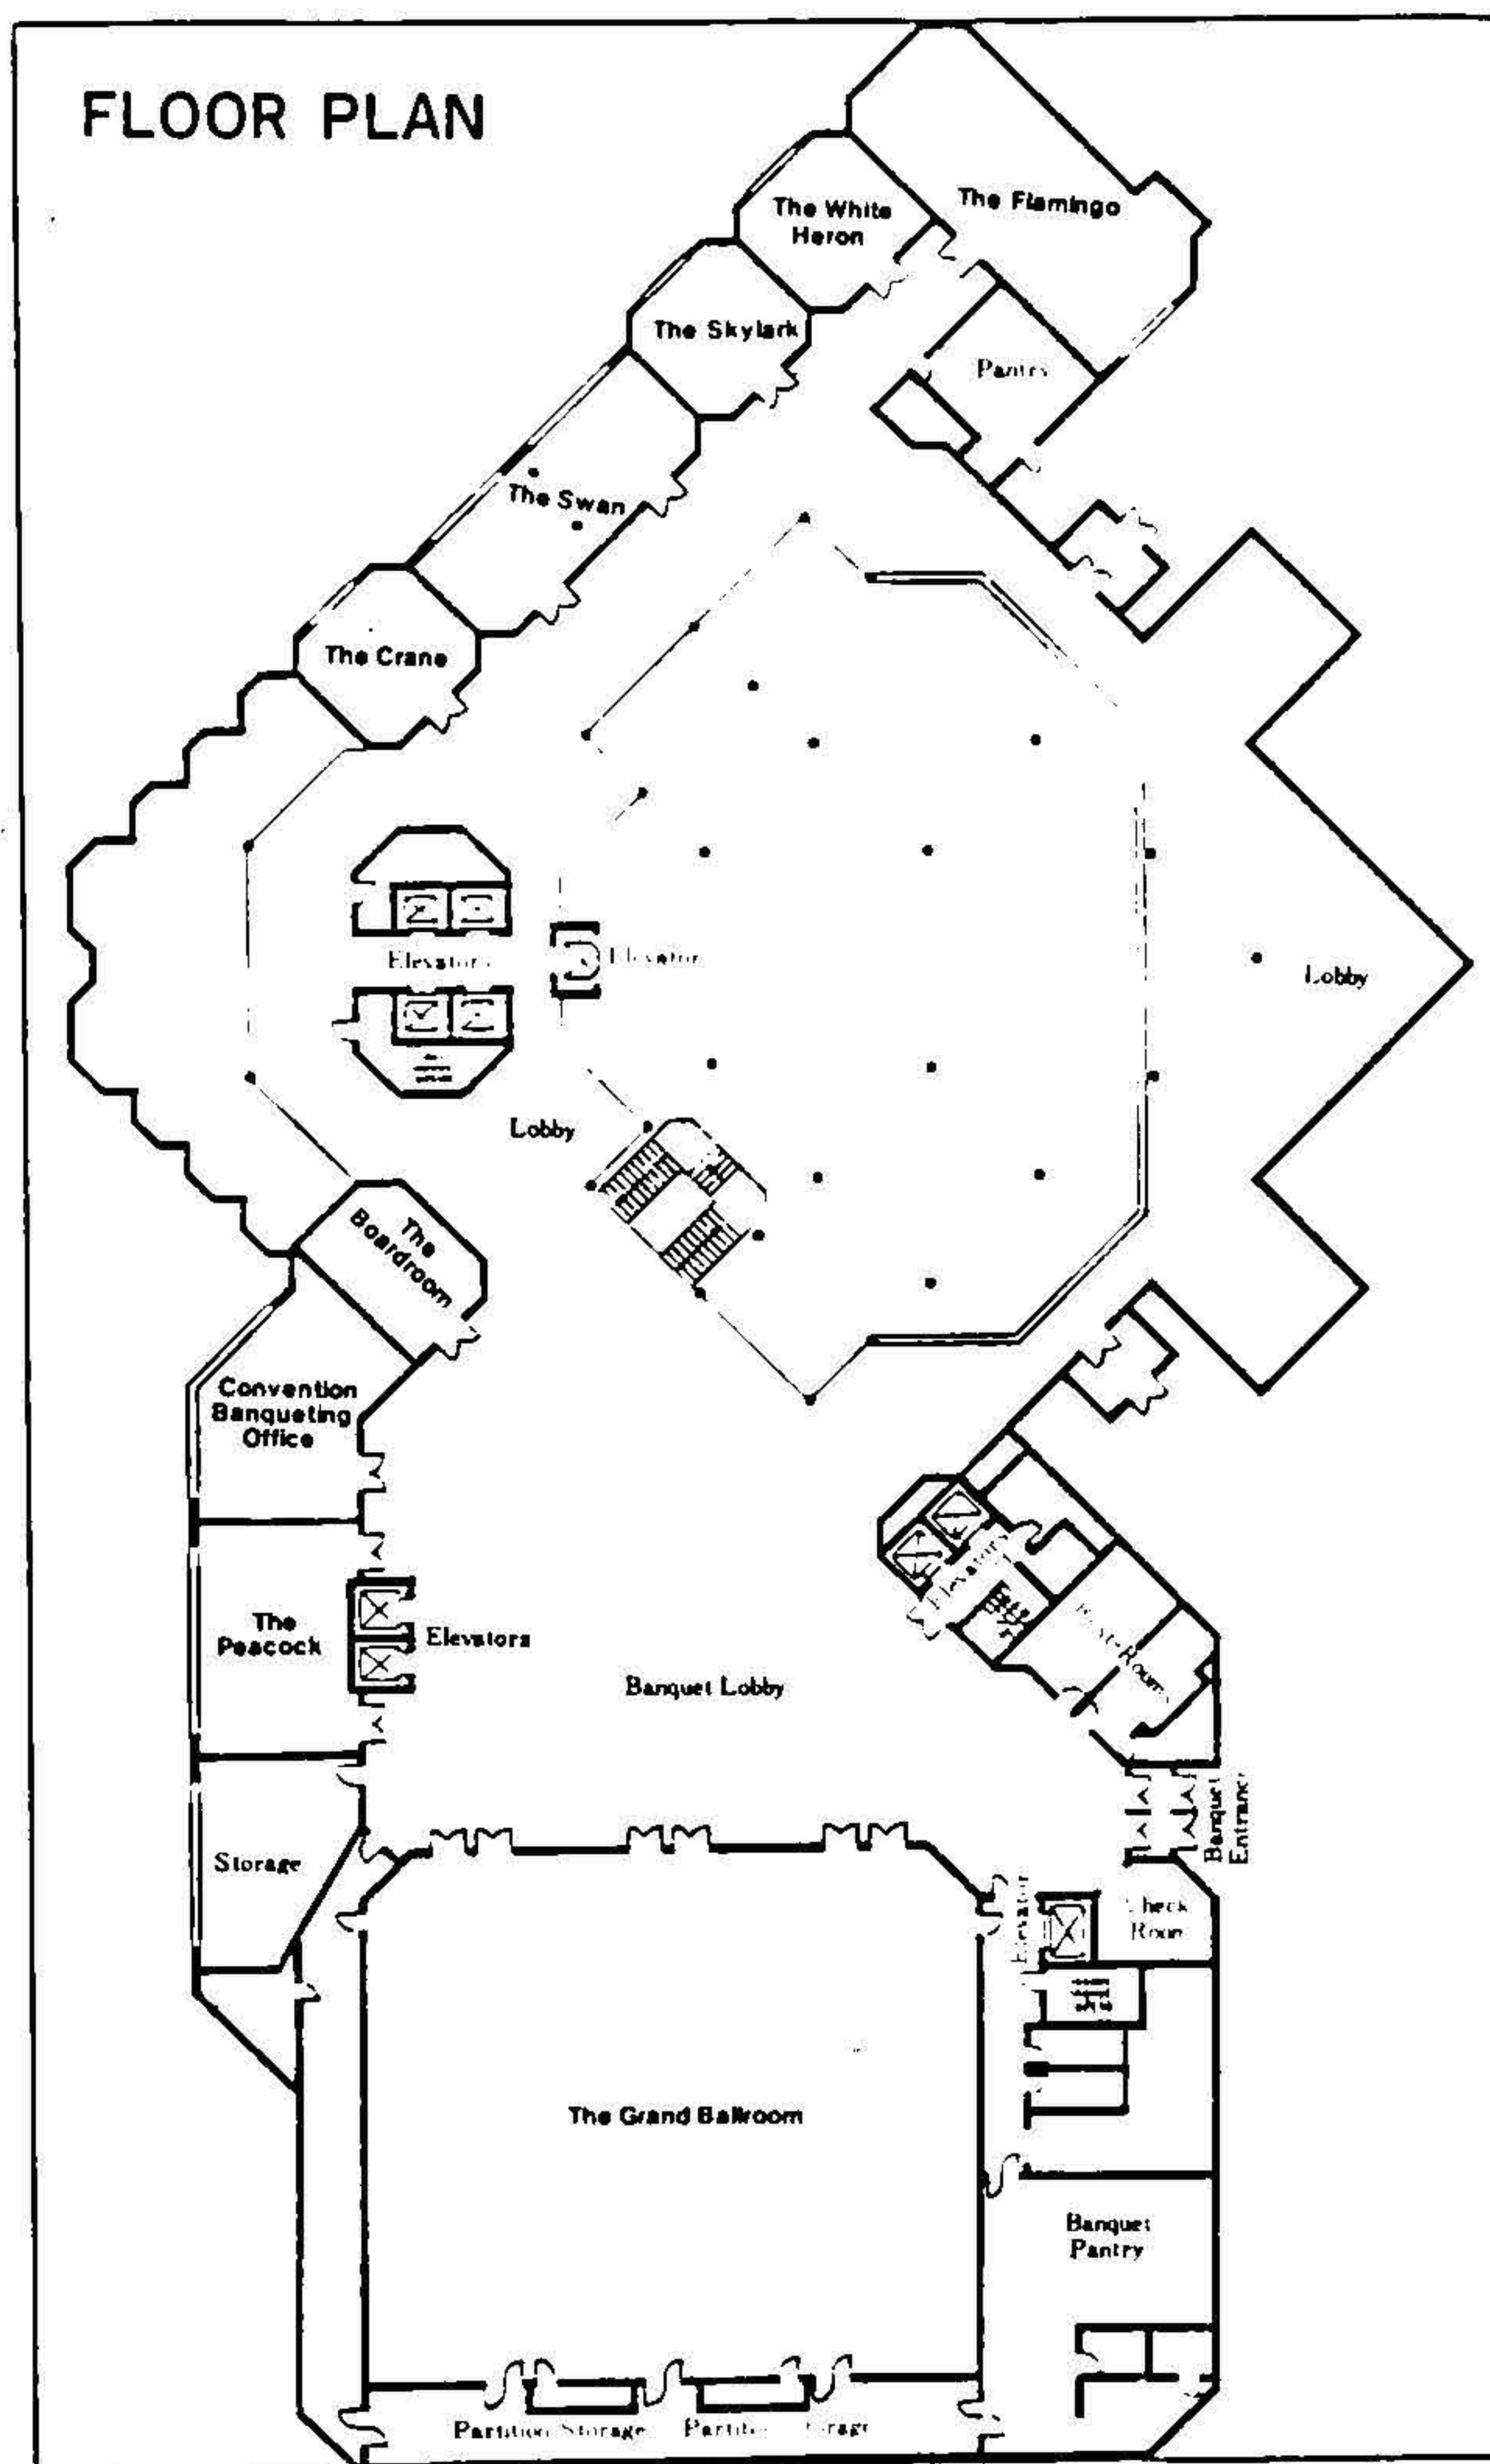 FLOOR PLAN
The White
Heron
The Flamingo
The Skylark
Pantry
The Swan
The Crane
Elevators
Elevator
Lobby
Lobby
The
Boardroom
Convention
Banqueting
Office
The
Peacock
Elevators
Elevators
Banquet Lobby
Banquet
Entrance
Storage
Elevator
Check
Room
The Grand Ballroom
Banquet
Pantry
Partition Storage